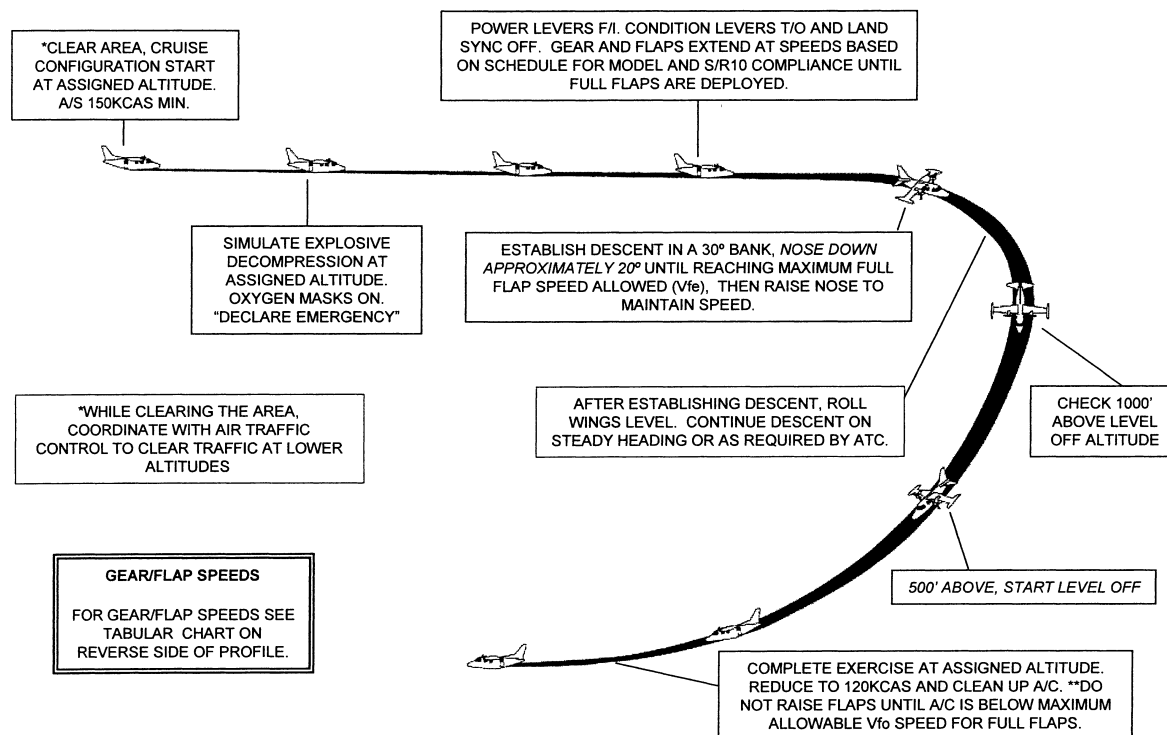 *CLEAR AREA, CRUISE
CONFIGURATION START
AT ASSIGNED ALTITUDE.
A/S 150KCAS MIN.
POWER LEVERS F/I. CONDITION LEVERS T/O AND LAND
SYNC OFF. GEAR AND FLAPS EXTEND AT SPEEDS BASED
ON SCHEDULE FOR MODEL AND S/R10 COMPLIANCE UNTIL
FULL FLAPS ARE DEPLOYED.
SIMULATE EXPLOSIVE
DECOMPRESSION AT
ASSIGNED ALTITUDE.
OXYGEN MASKS ON.
"DECLARE EMERGENCY"
ESTABLISH DESCENT IN A 30º BANK, NOSE DOWN
APPROXIMATELY 20º UNTIL REACHING MAXIMUM FULL
FLAP SPEED ALLOWED (Vfe), THEN RAISE NOSE TO
MAINTAIN SPEED.
*WHILE CLEARING THE AREA,
COORDINATE WITH AIR TRAFFIC
CONTROL TO CLEAR TRAFFIC AT LOWER
ALTITUDES
AFTER ESTABLISHING DESCENT, ROLL
WINGS LEVEL. CONTINUE DESCENT ON
STEADY HEADING OR AS REQUIRED BY ATC.
CHECK 1000'
ABOVE LEVEL
OFF ALTITUDE
GEAR/FLAP SPEEDS
FOR GEAR/FLAP SPEEDS SEE
TABULAR CHART ON
REVERSE SIDE OF PROFILE.
500' ABOVE, START LEVEL OFF
COMPLETE EXERCISE AT ASSIGNED ALTITUDE.
REDUCE TO 120KCAS AND CLEAN UP A/C. **DO
NOT RAISE FLAPS UNTIL A/C IS BELOW MAXIMUM
ALLOWABLE Vfo SPEED FOR FULL FLAPS.